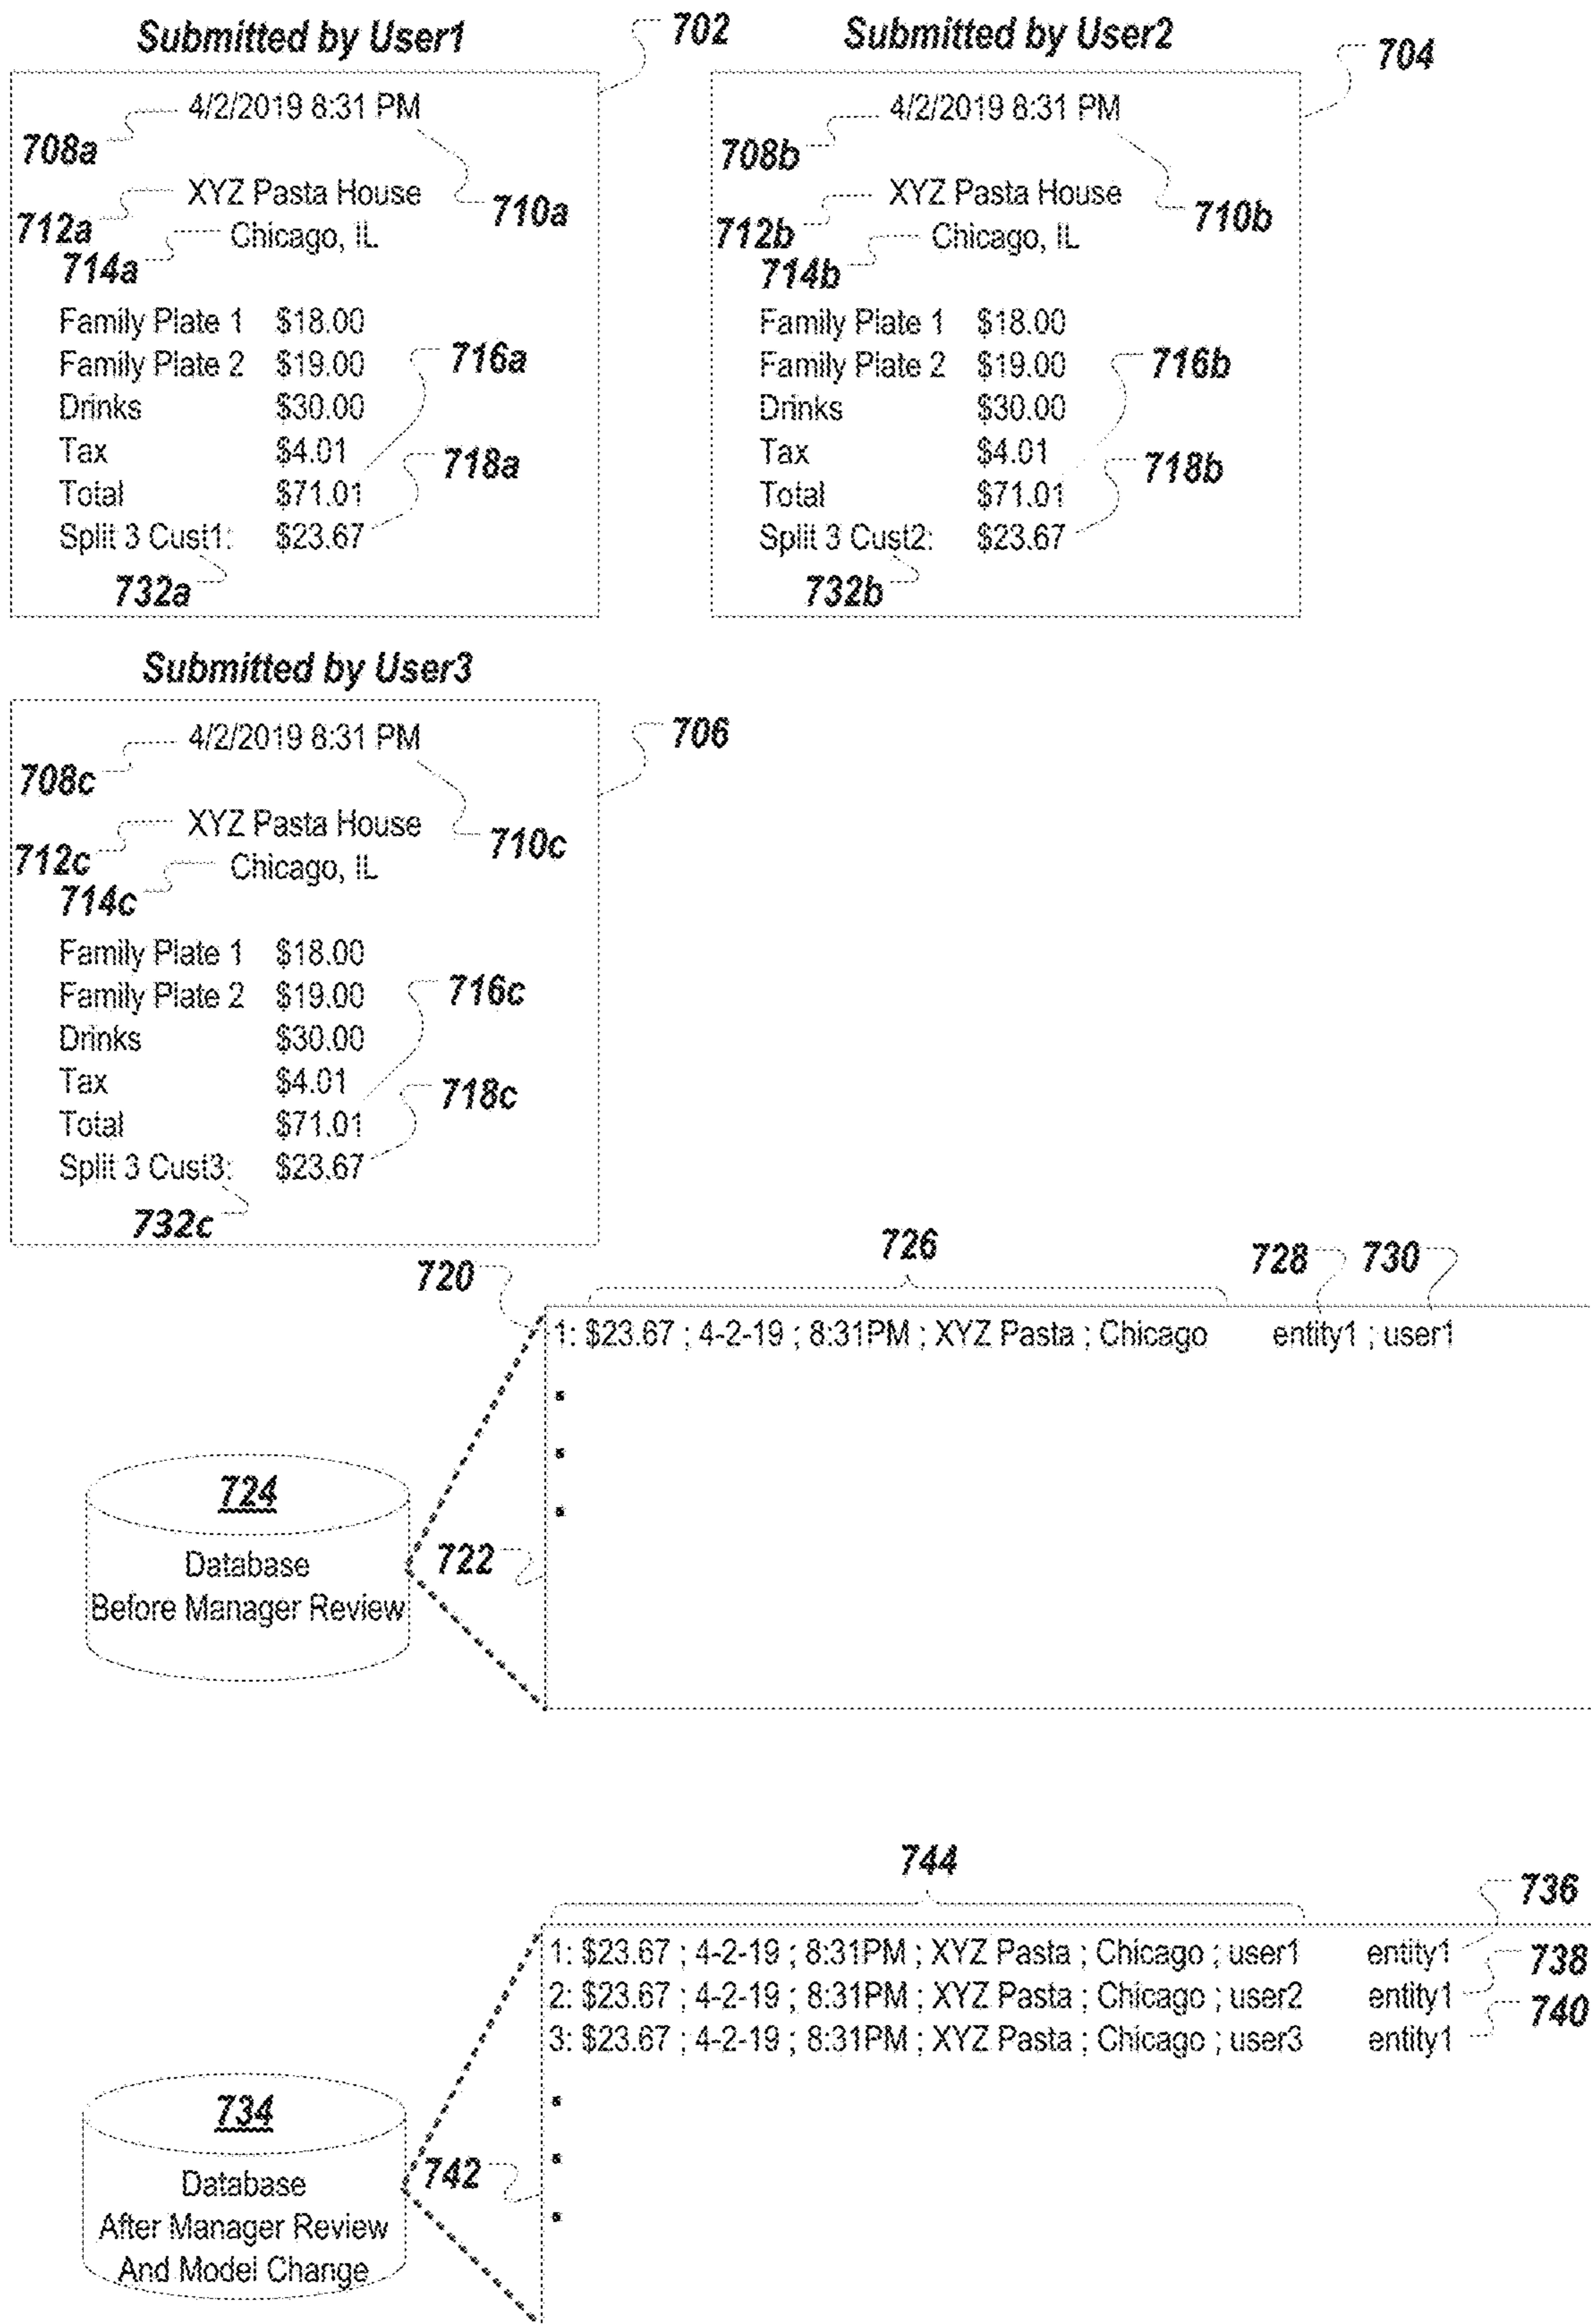 Submitted by User1
702
4/2/2019 8:31 PM
708a
XYZ Pasta House
710a
712a
Chicago, IL
714a
Family Plate 1 $18.00
Family Plate 2 $19.00
716a
Drinks $30.00
Tax $4.01
718a
Total $71.01
Split 3 Cust1: $23.67
732a
Submitted by User2
704
4/2/2019 8:31 PM
708b
XYZ Pasta House
710b
712b
Chicago, IL
714b
Family Plate 1 $18.00
Family Plate 2 $19.00
716b
Drinks $30.00
Tax $4.01
718b
Total $71.01
Split 3 Cust2: $23.67
732b
Submitted by User3
706
4/2/2019 8:31 PM
708c
XYZ Pasta House
710c
712c
Chicago, IL
714c
Family Plate 1 $18.00
Family Plate 2 $19.00
716c
Drinks $30.00
Tax $4.01
718c
Total $71.01
Split 3 Cust3: $23.67
732c
720
726
728
730
1: $23.67 ; 4-2-19 ; 8:31PM ; XYZ Pasta ; Chicago entity1 ; user1
724
722
Database
Before Manager Review
744
736
1: $23.67 ; 4-2-19 ; 8:31PM ; XYZ Pasta ; Chicago ; user1 entity1
738
2: $23.67 ; 4-2-19 ; 8:31PM ; XYZ Pasta ; Chicago ; user2 entity1
740
3: $23.67 ; 4-2-19 ; 8:31PM ; XYZ Pasta ; Chicago ; user3 entity1
734
742
Database
After Manager Review
And Model Change